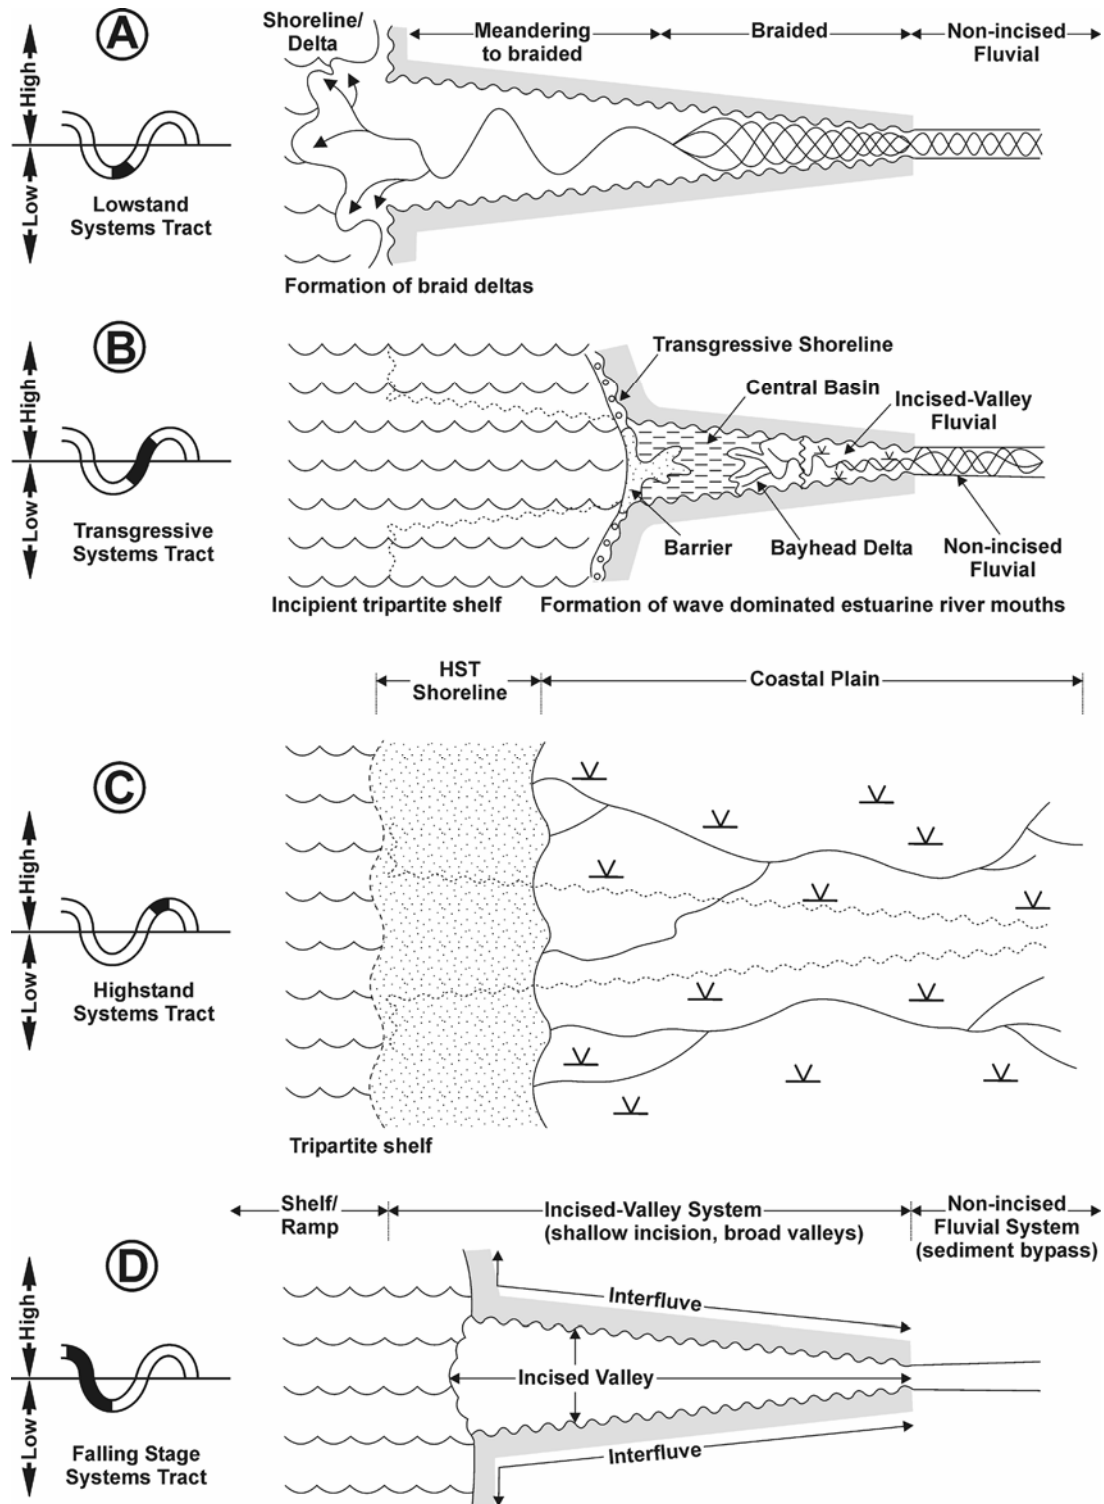 A
High
Low
Lowstand
Systems Tract
Shoreline/
Delta
Meandering
to braided
Braided
Non-incised
Fluvial
Formation of braid deltas
B
High
Low
Transgressive
Systems Tract
Transgressive Shoreline
Central Basin
Incised-Valley
Fluvial
Barrier
Bayhead Delta
Non-incised
Fluvial
Incipient tripartite shelf
Formation of wave dominated estuarine river mouths
C
High
Low
Highstand
Systems Tract
HST
Shoreline
Coastal Plain
Tripartite shelf
D
High
Low
Falling Stage
Systems Tract
Shelf/
Ramp
Incised-Valley System
(shallow incision, broad valleys)
Non-incised
Fluvial System
(sediment bypass)
Interfluve
Incised Valley
Interfluve